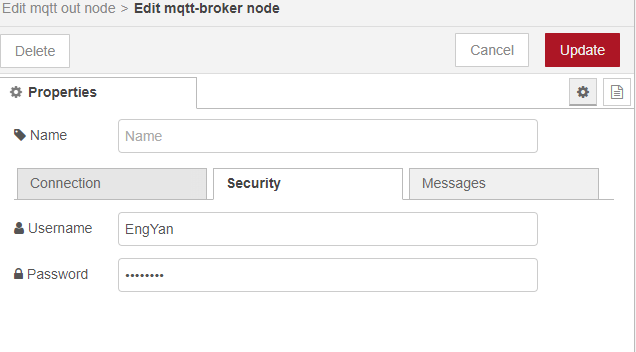 Edit mqtt out node > Edit mqtt-broker node
Delete Cancel Update
Properties
Name Name
Connection Security Messages
Username EngYan
Password ••••••••